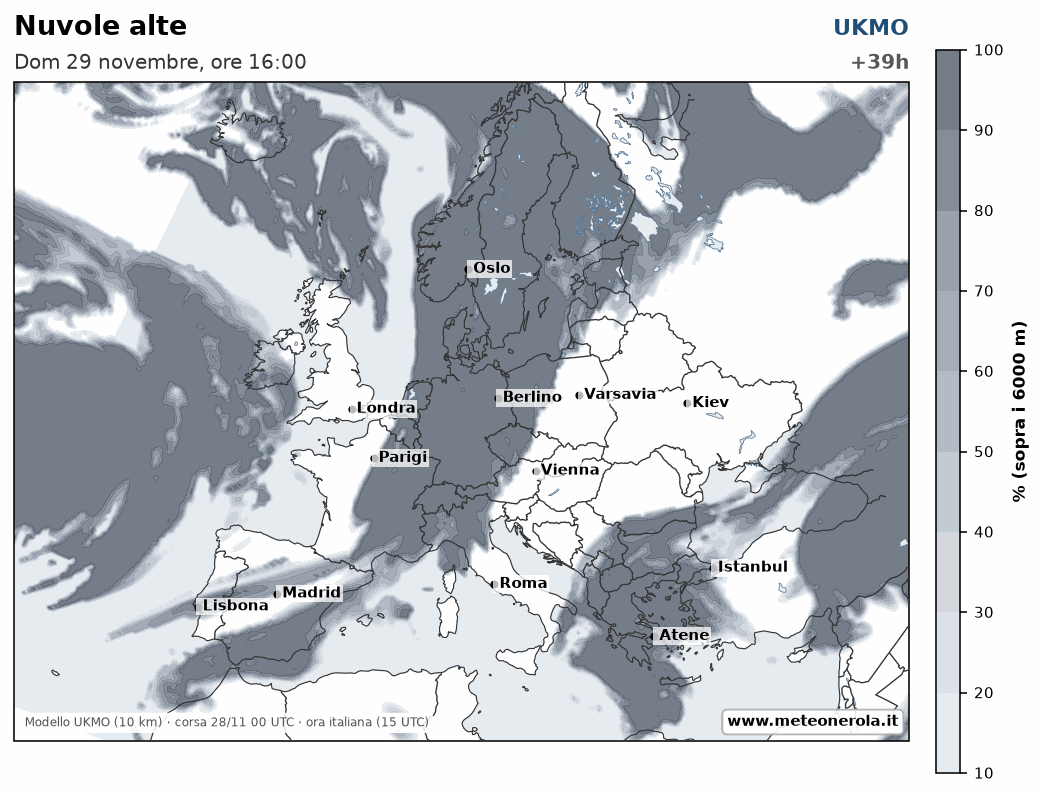 Nuvole alte
UKMO
Dom 29 novembre, ore 16:00
+39h
100
90
80
70
60
50
40
30
20
10
% (sopra i 6000 m)
Oslo
Londra
Berlino
Varsavia
Kiev
Parigi
Vienna
Istanbul
Roma
Madrid
Lisbona
Atene
Modello UKMO (10 km) · corsa 28/11 00 UTC · ora italiana (15 UTC)
www.meteonerola.it